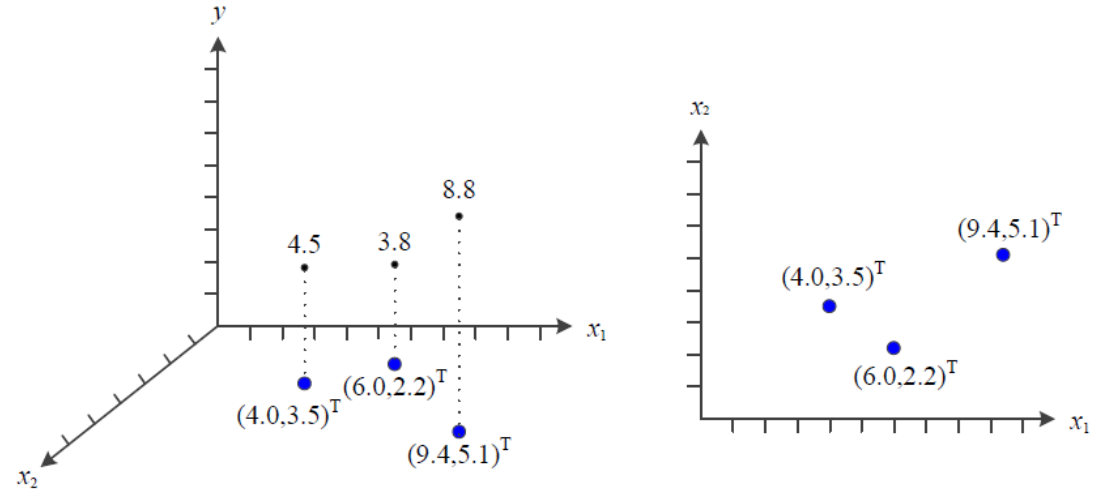 y
8.8
4.5
3.8
x₁
(6.0,2.2)ᵀ
(4.0,3.5)ᵀ
(9.4,5.1)ᵀ
x₂
x₂
(9.4,5.1)ᵀ
(4.0,3.5)ᵀ
(6.0,2.2)ᵀ
x₁